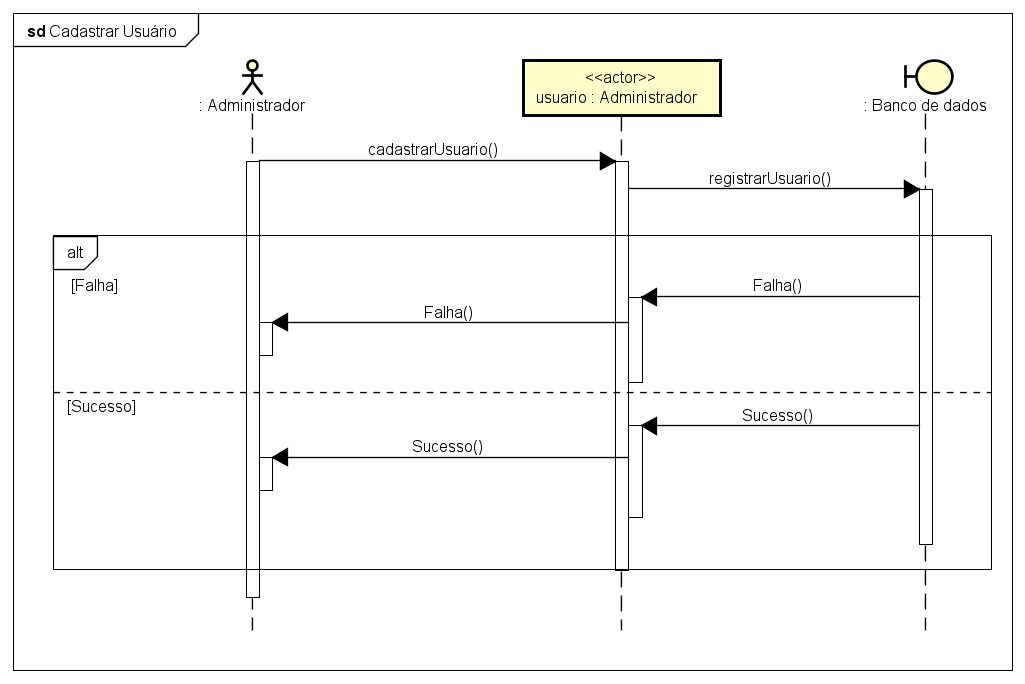 sd Cadastrar Usuário
: Administrador
<<actor>>
usuario : Administrador
: Banco de dados
cadastrarUsuario()
registrarUsuario()
alt
[Falha]
Falha()
Falha()
[Sucesso]
Sucesso()
Sucesso()